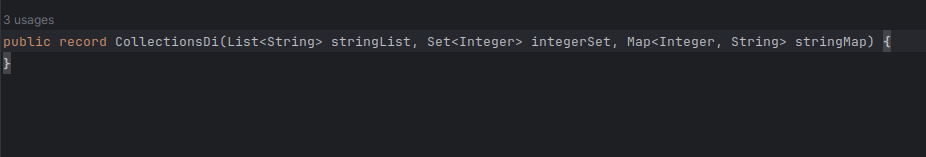 3 usages
public record CollectionsDi(List<String> stringList, Set<Integer> integerSet, Map<Integer, String> stringMap) {
}